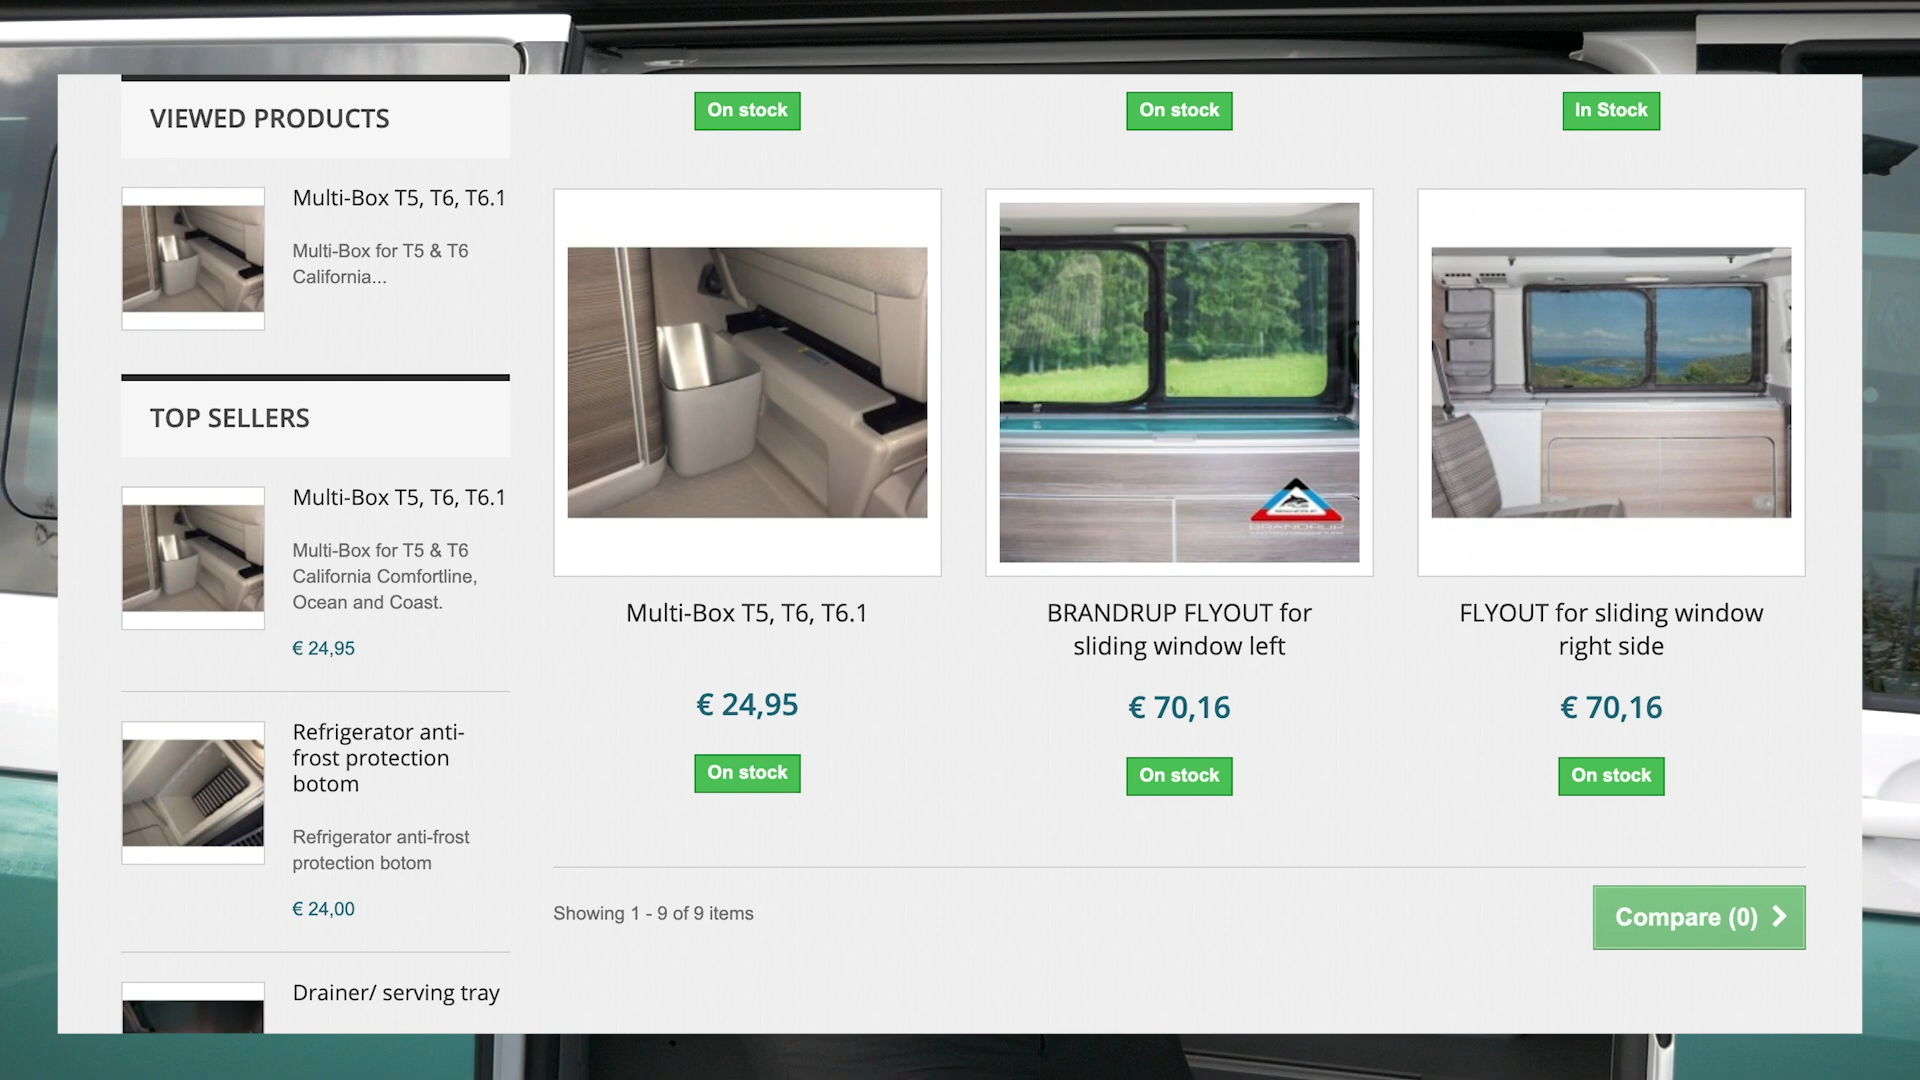 VIEWED PRODUCTS
Multi-Box T5, T6, T6.1
Multi-Box for T5 & T6
California...
TOP SELLERS
Multi-Box T5, T6, T6.1
Multi-Box for T5 & T6
California Comfortline,
Ocean and Coast.
€ 24,95
Refrigerator anti-
frost protection
botom
Refrigerator anti-frost
protection botom
€ 24,00
Drainer/ serving tray
On stock
On stock
In Stock
BRANDRUP
Multi-Box T5, T6, T6.1
€ 24,95
On stock
BRANDRUP FLYOUT for
sliding window left
€ 70,16
On stock
FLYOUT for sliding window
right side
€ 70,16
On stock
Showing 1 - 9 of 9 items
Compare (0)